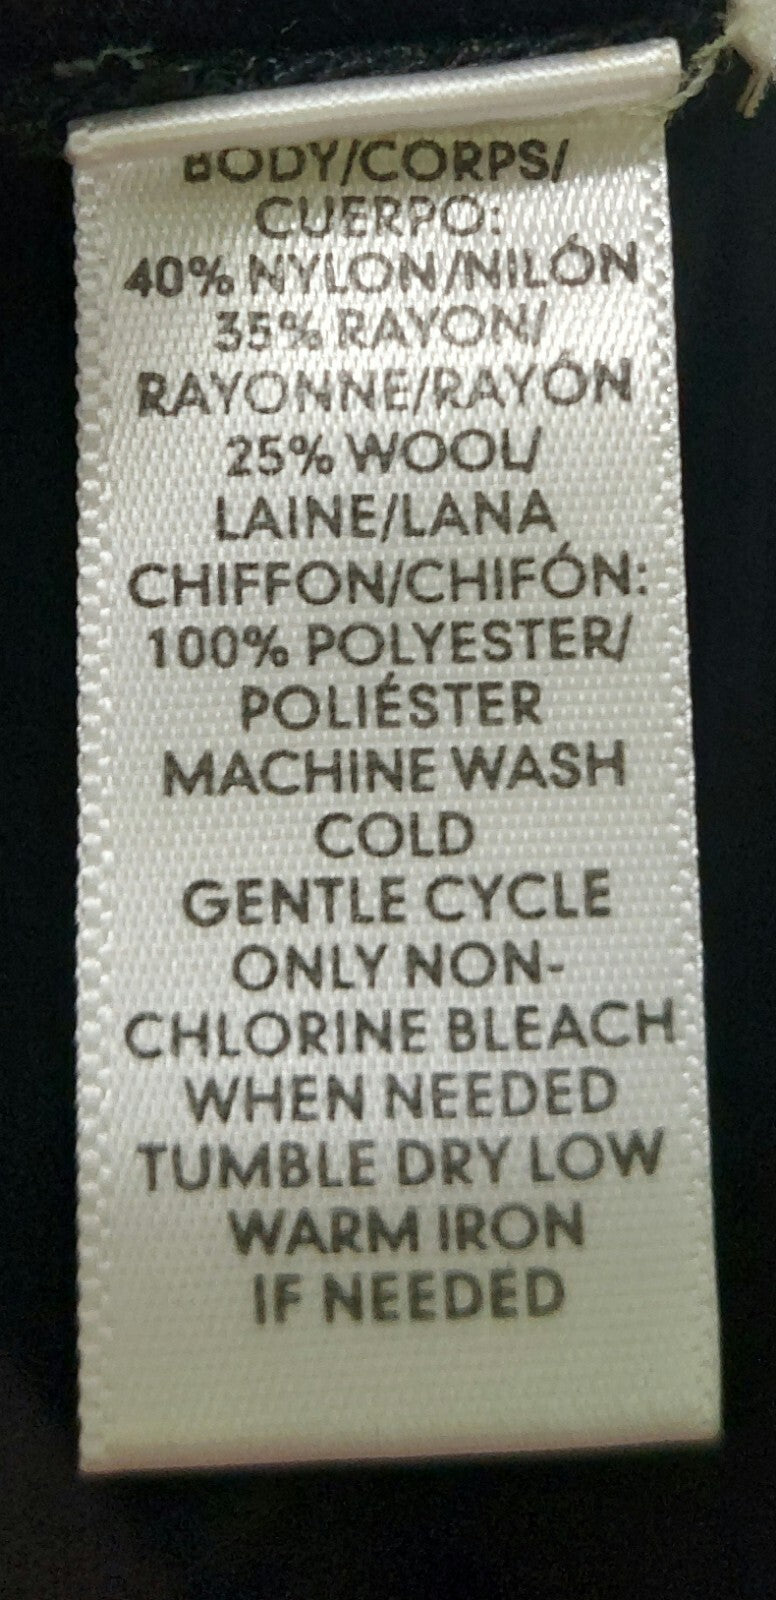 BODY/CORPS/
CUERPO:
40% NYLON/NILÓN
35% RAYON/
RAYONNE/RAYÓN
25% WOOL/
LAINE/LANA
CHIFFON/CHIFÓN:
100% POLYESTER/
POLIÉSTER
MACHINE WASH
COLD
GENTLE CYCLE
ONLY NON-
CHLORINE BLEACH
WHEN NEEDED
TUMBLE DRY LOW
WARM IRON
IF NEEDED